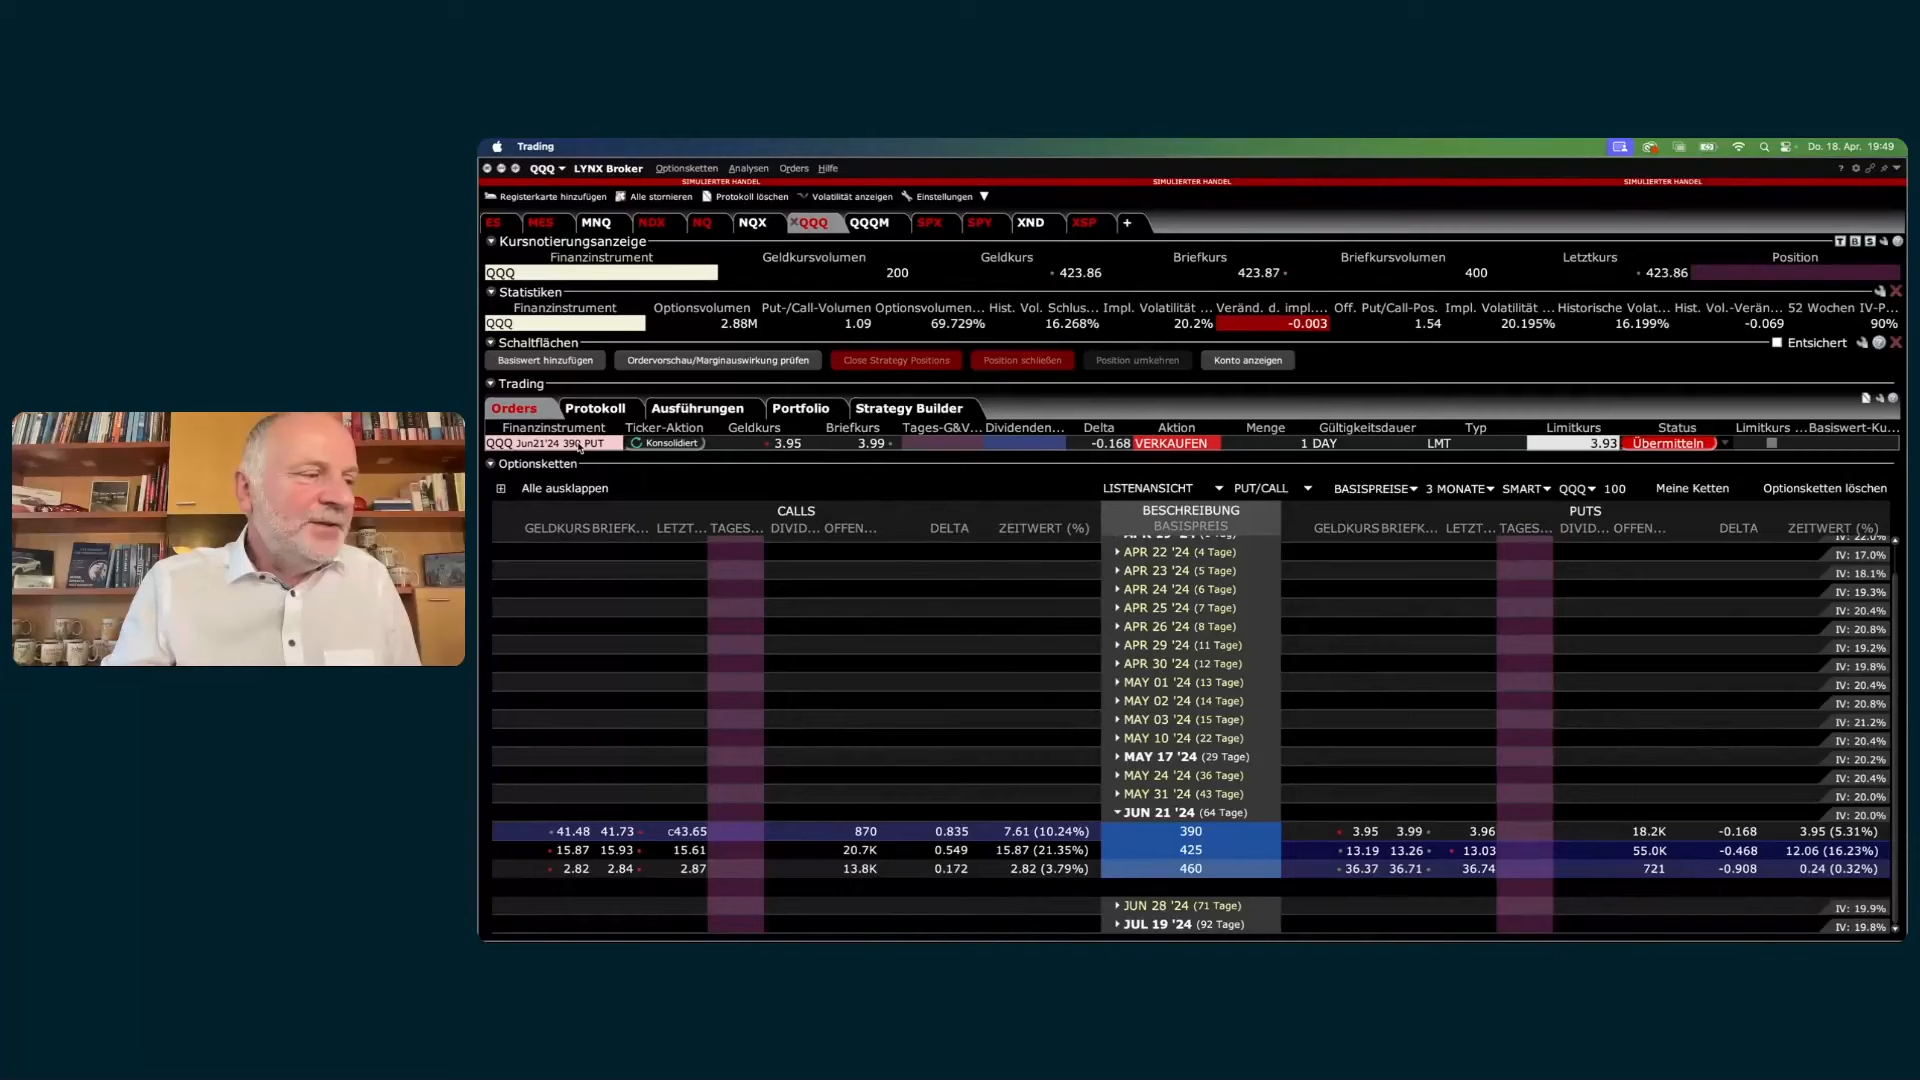 Trading
Do. 18. Apr. 19:49
QQQ LYNX Broker Optionsketten Analysen Orders Hilfe
SIMULIERTER HANDEL SIMULIERTER HANDEL SIMULIERTER HANDEL
Registerkarte hinzufügen Alle stornieren Protokoll löschen Volatilität anzeigen Einstellungen
ES MES MNQ NDX NQ NQX QQQ QQQM SPX SPY XND XSP +
Kursnotierungsanzeige
Finanzinstrument Geldkursvolumen Geldkurs Briefkurs Briefkursvolumen Letztkurs Position
QQQ 200 423.86 423.87 400 423.86
Statistiken
Finanzinstrument Optionsvolumen Put-/Call-Volumen Optionsvolumen... Hist. Vol. Schlus... Impl. Volatilität ... Veränd. d. impl.... Off. Put/Call-Pos. Impl. Volatilität ... Historische Volat... Hist. Vol.-Verän... 52 Wochen IV-P...
QQQ 2.88M 1.09 69.729% 16.268% 20.2% -0.003 1.54 20.195% 16.199% -0.069 90%
Schaltflächen Entsichert
Basiswert hinzufügen Ordervorschau/Marginauswirkung prüfen Close Strategy Positions Position schließen Position umkehren Konto anzeigen
Trading
Orders Protokoll Ausführungen Portfolio Strategy Builder
Finanzinstrument Ticker-Aktion Geldkurs Briefkurs Tages-G&V... Dividenden... Delta Aktion Menge Gültigkeitsdauer Typ Limitkurs Status Limitkurs ... Basiswert-Ku...
QQQ Jun21'24 390 PUT Konsolidiert 3.95 3.99 -0.168 VERKAUFEN 1 DAY LMT 3.93 Übermitteln
Optionsketten
Alle ausklappen LISTENANSICHT PUT/CALL BASISPREISE 3 MONATE SMART QQQ 100 Meine Ketten Optionsketten löschen
CALLS BESCHREIBUNG PUTS
GELDKURS BRIEFK... LETZT... TAGES... DIVID... OFFEN... DELTA ZEITWERT (%) BASISPREIS GELDKURS BRIEFK... LETZT... TAGES... DIVID... OFFEN... DELTA ZEITWERT (%)
IV: 22.0%
APR 22 '24 (4 Tage) IV: 17.0%
APR 23 '24 (5 Tage) IV: 18.1%
APR 24 '24 (6 Tage) IV: 19.3%
APR 25 '24 (7 Tage) IV: 20.4%
APR 26 '24 (8 Tage) IV: 20.8%
APR 29 '24 (11 Tage) IV: 19.2%
APR 30 '24 (12 Tage) IV: 19.8%
MAY 01 '24 (13 Tage) IV: 20.4%
MAY 02 '24 (14 Tage) IV: 20.8%
MAY 03 '24 (15 Tage) IV: 21.2%
MAY 10 '24 (22 Tage) IV: 20.4%
MAY 17 '24 (29 Tage) IV: 20.2%
MAY 24 '24 (36 Tage) IV: 20.4%
MAY 31 '24 (43 Tage) IV: 20.0%
JUN 21 '24 (64 Tage) IV: 20.0%
41.48 41.73 c43.65 870 0.835 7.61 (10.24%) 390 3.95 3.99 3.96 18.2K -0.168 3.95 (5.31%)
15.87 15.93 15.61 20.7K 0.549 15.87 (21.35%) 425 13.19 13.26 13.03 55.0K -0.468 12.06 (16.23%)
2.82 2.84 2.87 13.8K 0.172 2.82 (3.79%) 460 36.37 36.71 36.74 721 -0.908 0.24 (0.32%)
JUN 28 '24 (71 Tage) IV: 19.9%
JUL 19 '24 (92 Tage) IV: 19.8%